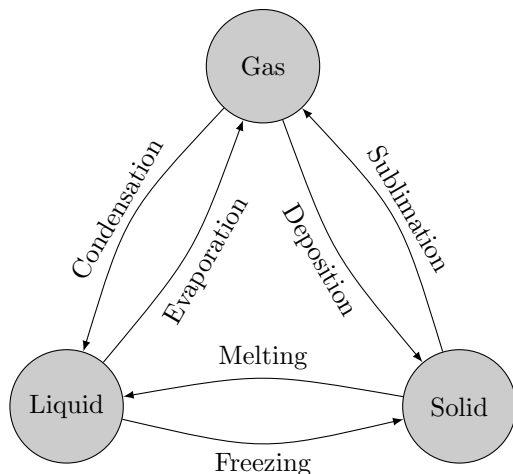 Gas
Condensation
Evaporation
Deposition
Sublimation
Melting
Liquid
Solid
Freezing